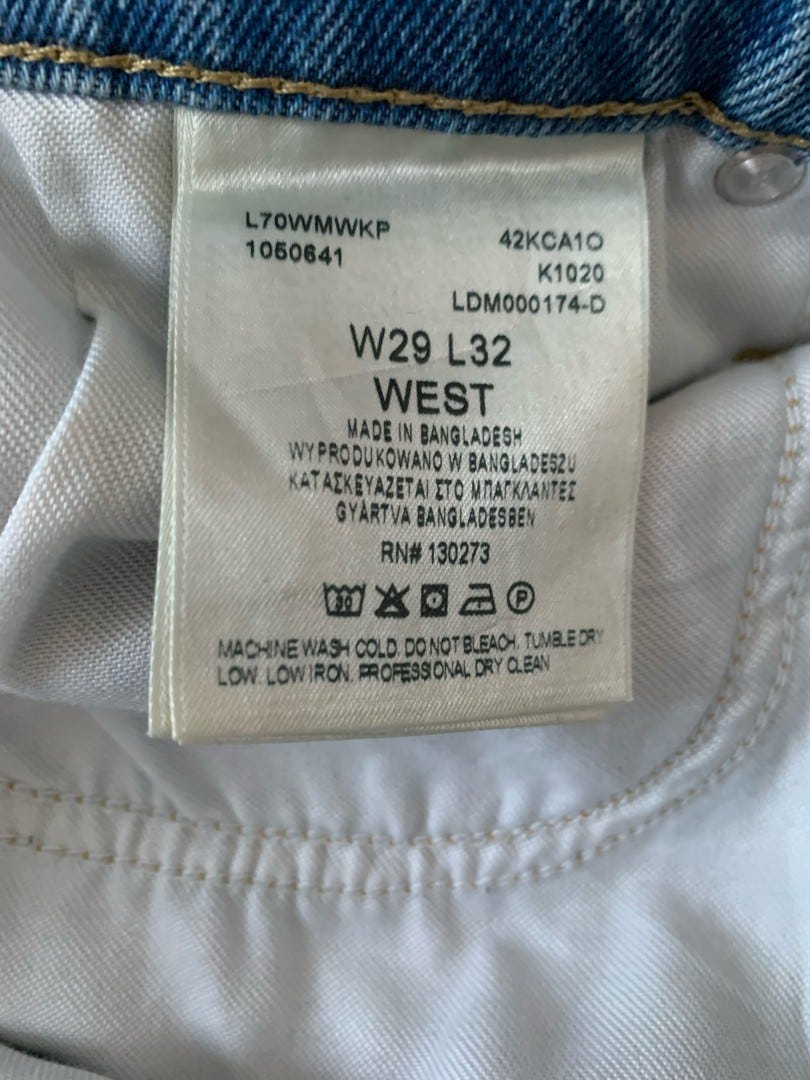 L70WMWKP
1050641
42KCA1O
K1020
LDM000174-D
W29 L32
WEST
MADE IN BANGLADESH
WYPRODUKOWANO W BANGLADESZU
ΚΑΤΑΣΚΕΥΑΖΕΤΑΙ ΣΤΟ ΜΠΑΓΚΛΑΝΤΕΣ
GYÁRTVA BANGLADESBEN
RN# 130273
30 P
MACHINE WASH COLD. DO NOT BLEACH. TUMBLE DRY
LOW. LOW IRON. PROFESSIONAL DRY CLEAN